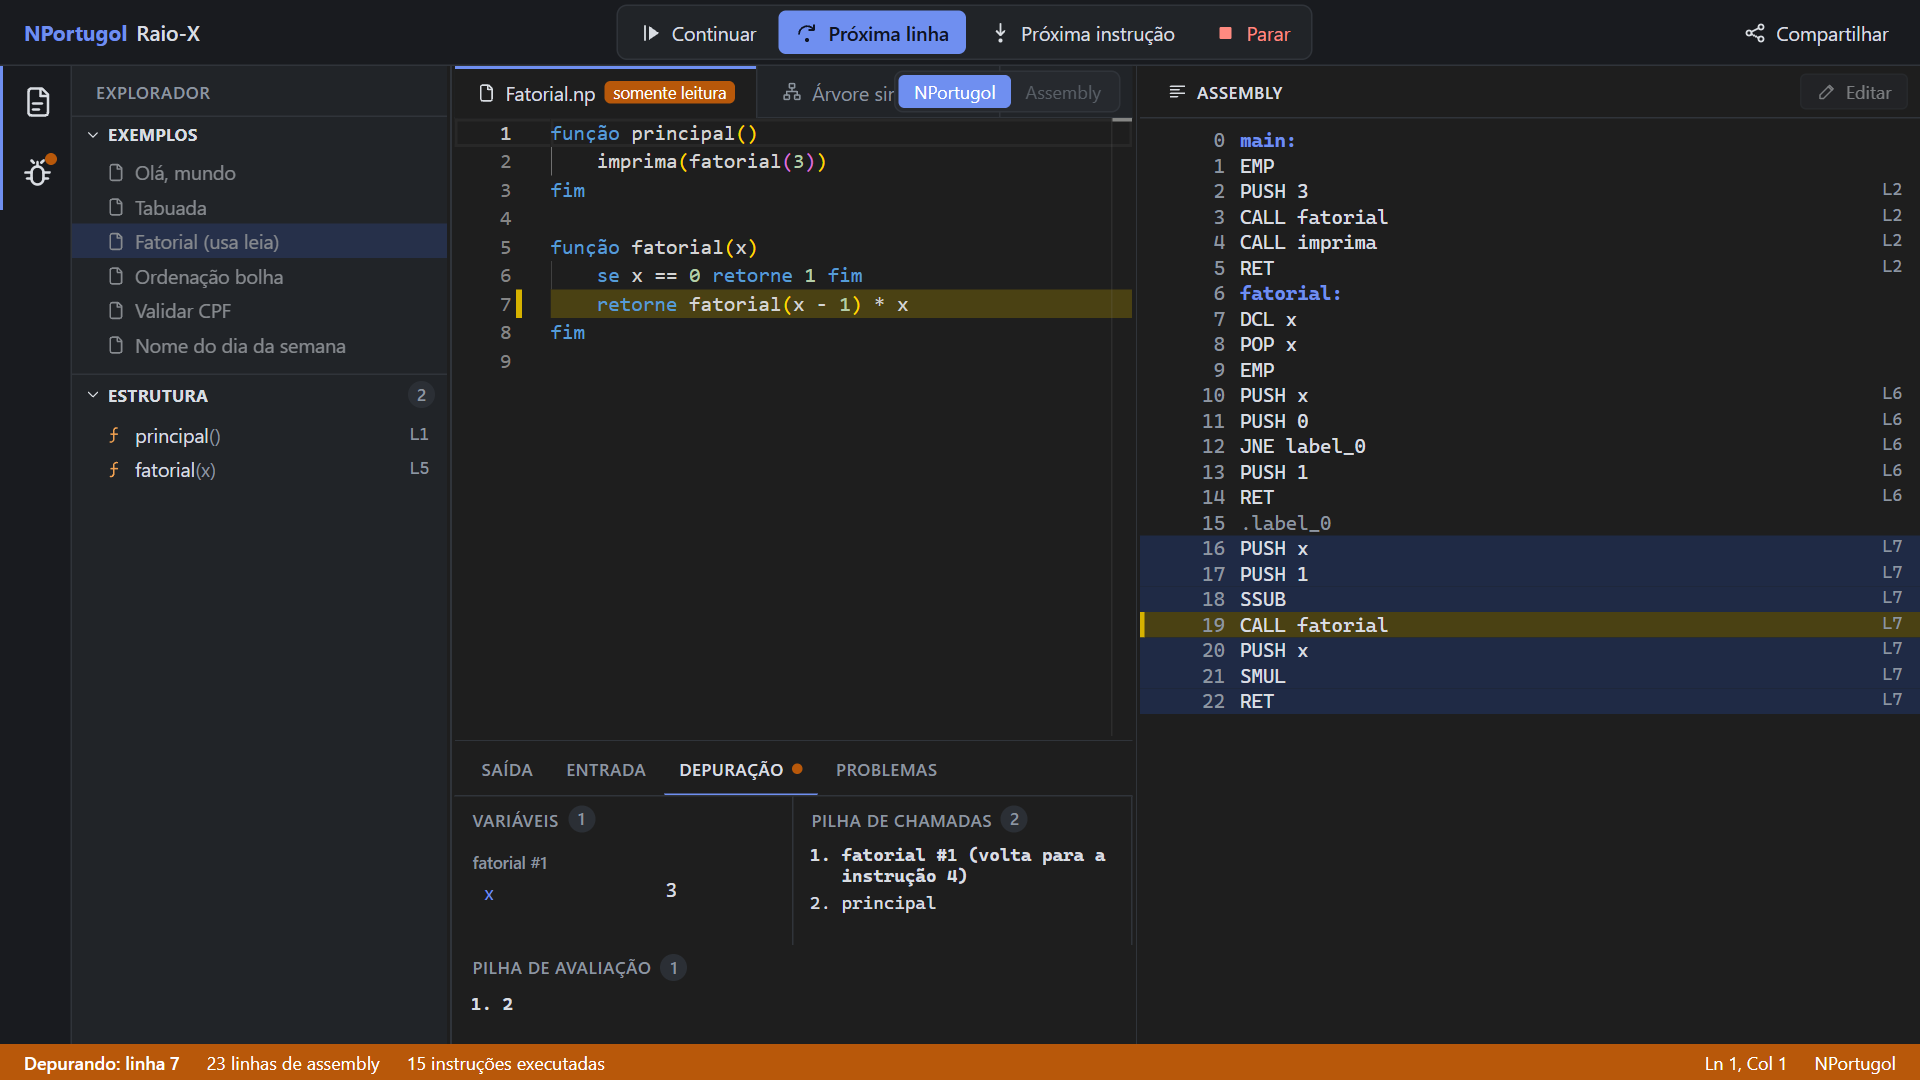 NPortugol Raio-X
Continuar
Próxima linha
Próxima instrução
Parar
Compartilhar
EXPLORADOR
EXEMPLOS
Olá, mundo
Tabuada
Fatorial (usa leia)
Ordenação bolha
Validar CPF
Nome do dia da semana
ESTRUTURA 2
principal() L1
fatorial(x) L5
Fatorial.np somente leitura
Árvore sin
NPortugol
Assembly
1 função principal()
2 imprima(fatorial(3))
3 fim
4
5 função fatorial(x)
6 se x == 0 retorne 1 fim
7 retorne fatorial(x - 1) * x
8 fim
9
SAÍDA
ENTRADA
DEPURAÇÃO
PROBLEMAS
VARIÁVEIS 1
fatorial #1
x 3
PILHA DE CHAMADAS 2
1. fatorial #1 (volta para a
instrução 4)
2. principal
PILHA DE AVALIAÇÃO 1
1. 2
ASSEMBLY
Editar
0 main:
1 EMP
2 PUSH 3 L2
3 CALL fatorial L2
4 CALL imprima L2
5 RET L2
6 fatorial:
7 DCL x
8 POP x
9 EMP
10 PUSH x L6
11 PUSH 0 L6
12 JNE label_0 L6
13 PUSH 1 L6
14 RET L6
15 .label_0
16 PUSH x L7
17 PUSH 1 L7
18 SSUB L7
19 CALL fatorial L7
20 PUSH x L7
21 SMUL L7
22 RET L7
Depurando: linha 7
23 linhas de assembly
15 instruções executadas
Ln 1, Col 1
NPortugol